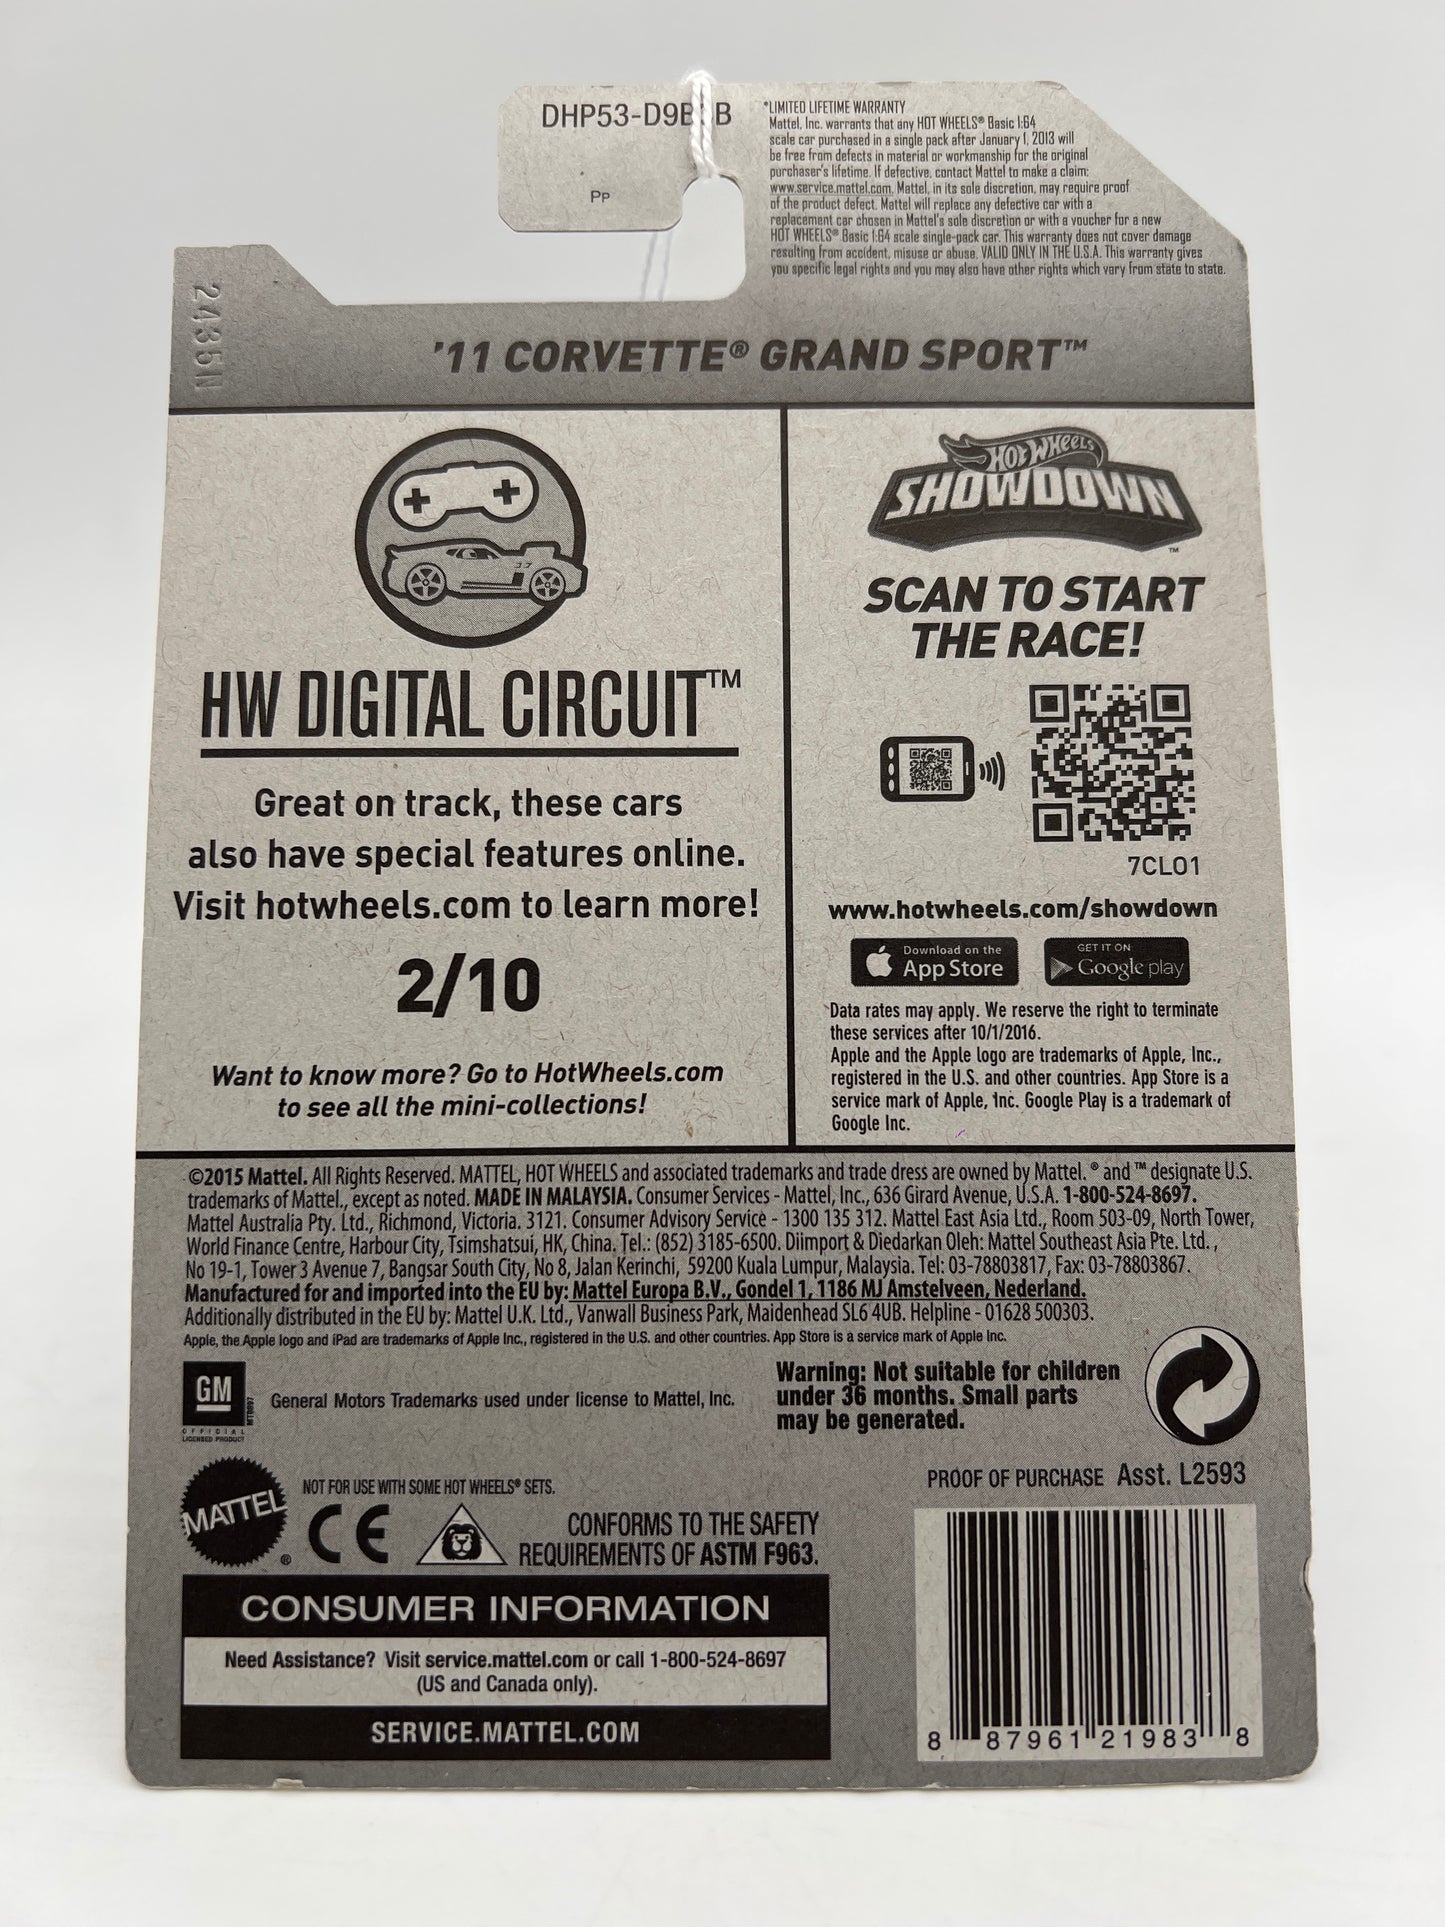 Pp
*LIMITED LIFETIME WARRANTY
Mattel, Inc. warrants that any HOT WHEELS® Basic 1:64
scale car purchased in a single pack after January 1, 2013 will
be free from defects in material or workmanship for the original
purchaser's lifetime. If defective, contact Mattel to make a claim:
www.service.mattel.com. Mattel, in its sole discretion, may require proof
of the product defect. Mattel will replace any defective car with a
replacement car chosen in Mattel's sole discretion or with a voucher for a new
HOT WHEELS® Basic 1:64 scale single-pack car. This warranty does not cover damage
resulting from accident, misuse or abuse. VALID ONLY IN THE U.S.A. This warranty gives
you specific legal rights and you may also have other rights which vary from state to state.
2435N
'11 CORVETTE® GRAND SPORT™
37
HW DIGITAL CIRCUIT™
Great on track, these cars
also have special features online.
Visit hotwheels.com to learn more!
2/10
Want to know more? Go to HotWheels.com
to see all the mini-collections!
HOT WHEELS
SHOWDOWN™
SCAN TO START
THE RACE!
7CL01
www.hotwheels.com/showdown
Download on the
App Store
GET IT ON
Google play
Data rates may apply. We reserve the right to terminate
these services after 10/1/2016.
Apple and the Apple logo are trademarks of Apple, Inc.,
registered in the U.S. and other countries. App Store is a
service mark of Apple, Inc. Google Play is a trademark of
Google Inc.
©2015 Mattel. All Rights Reserved. MATTEL, HOT WHEELS and associated trademarks and trade dress are owned by Mattel. ® and ™ designate U.S.
trademarks of Mattel., except as noted. MADE IN MALAYSIA. Consumer Services - Mattel, Inc., 636 Girard Avenue, U.S.A. 1-800-524-8697.
Mattel Australia Pty. Ltd., Richmond, Victoria. 3121. Consumer Advisory Service - 1300 135 312. Mattel East Asia Ltd., Room 503-09, North Tower,
World Finance Centre, Harbour City, Tsimshatsui, HK, China. Tel.: (852) 3185-6500. Diimport & Diedarkan Oleh: Mattel Southeast Asia Pte. Ltd.,
No 19-1, Tower 3 Avenue 7, Bangsar South City, No 8, Jalan Kerinchi, 59200 Kuala Lumpur, Malaysia. Tel: 03-78803817, Fax: 03-78803867.
Manufactured for and imported into the EU by: Mattel Europa B.V., Gondel 1, 1186 MJ Amstelveen, Nederland.
Additionally distributed in the EU by: Mattel U.K. Ltd., Vanwall Business Park, Maidenhead SL6 4UB. Helpline - 01628 500303.
Apple, the Apple logo and iPad are trademarks of Apple Inc., registered in the U.S. and other countries. App Store is a service mark of Apple Inc.
GM
OFFICIAL
LICENSED PRODUCT
General Motors Trademarks used under license to Mattel, Inc.
Warning: Not suitable for children
under 36 months. Small parts
may be generated.
MATTEL®
NOT FOR USE WITH SOME HOT WHEELS® SETS.
CE
CONFORMS TO THE SAFETY
REQUIREMENTS OF ASTM F963.
PROOF OF PURCHASE Asst. L2593
CONSUMER INFORMATION
Need Assistance? Visit service.mattel.com or call 1-800-524-8697
(US and Canada only).
SERVICE.MATTEL.COM
8 87961 21983 8